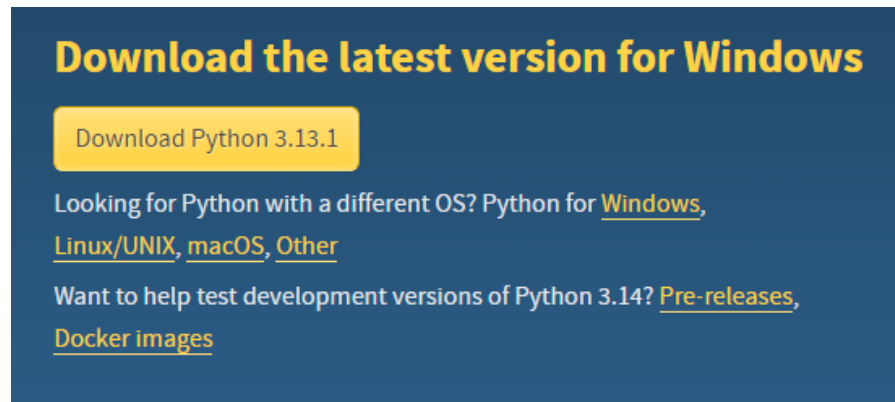 Download the latest version for Windows
Download Python 3.13.1
Looking for Python with a different OS? Python for Windows,
Linux/UNIX, macOS, Other
Want to help test development versions of Python 3.14? Pre-releases,
Docker images